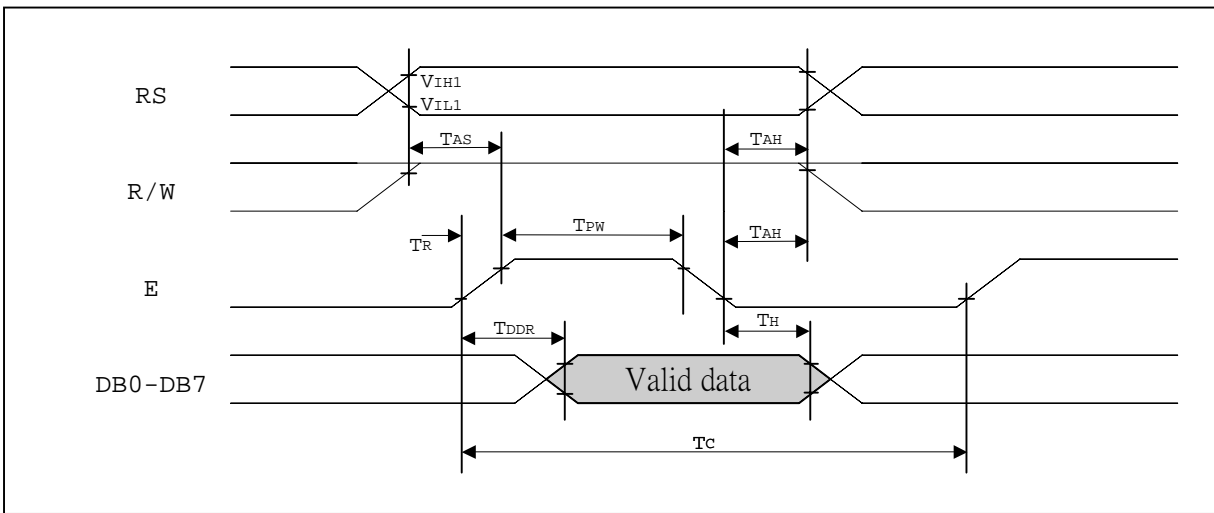 RS
VIH1
VIL1
TAS
TAH
R/W
TR
TPW
TAH
E
TDDR
TH
DB0-DB7
Valid data
TC